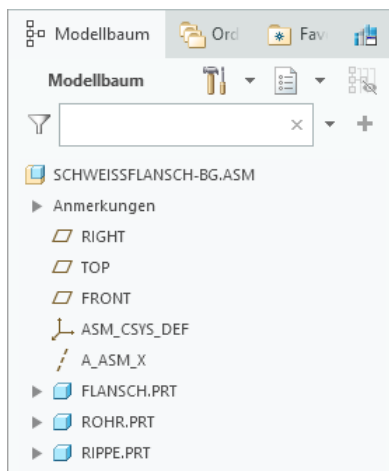 Modellbaum Ord Fav
Modellbaum
SCHWEISSFLANSCH-BG.ASM
Anmerkungen
RIGHT
TOP
FRONT
ASM_CSYS_DEF
A_ASM_X
FLANSCH.PRT
ROHR.PRT
RIPPE.PRT